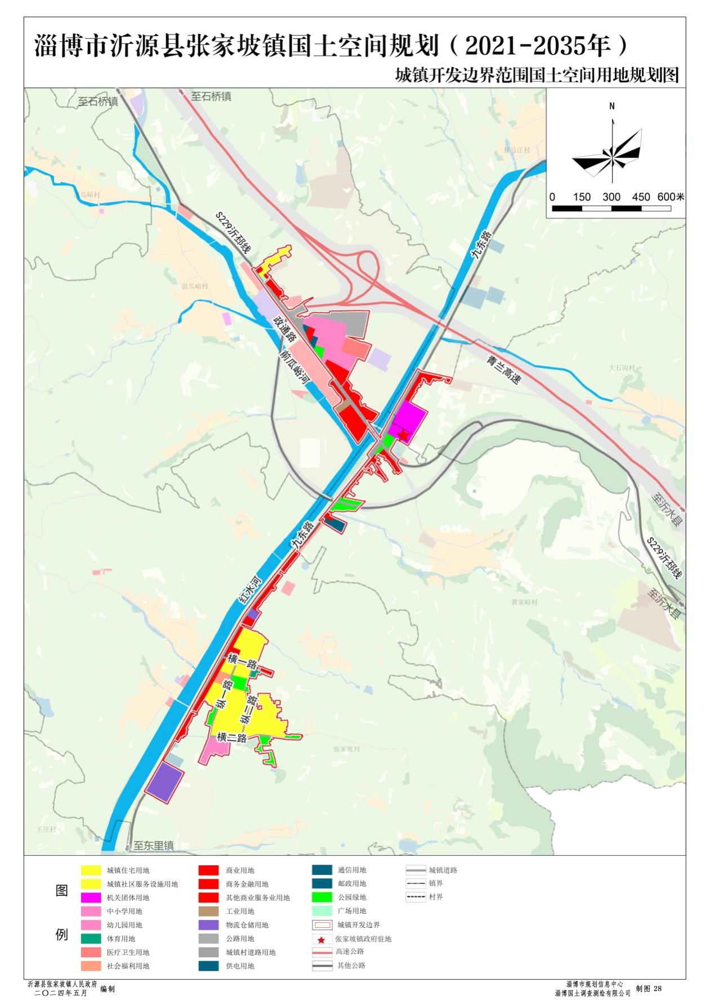 淄博市沂源县张家坡镇国土空间规划（2021-2035年）
城镇开发边界范围国土空间用地规划图
至石桥镇
至石桥镇
N
0 150 300 450 600米
任马庄村
S229沂邳线
九东路
前瓜峪村
政通路
前瓜峪河
青兰高速
大石沟村
至沂水县
九东路
S229沂邳线
红水河
至沂水县
黄家峪村
横一路
纵一路
纵二路
横二路
张家坡村
王庄村
至东里镇
图例
城镇住宅用地
城镇社区服务设施用地
机关团体用地
中小学用地
幼儿园用地
体育用地
医疗卫生用地
社会福利用地
商业用地
商务金融用地
其他商业服务业用地
工业用地
物流仓储用地
公路用地
城镇村道路用地
供电用地
通信用地
邮政用地
公园绿地
广场用地
城镇开发边界
张家坡镇政府驻地
高速公路
其他公路
城镇道路
镇界
村界
沂源县张家坡镇人民政府
二〇二四年五月
编制
淄博市规划信息中心
淄博国土调查测绘有限公司
制图 28